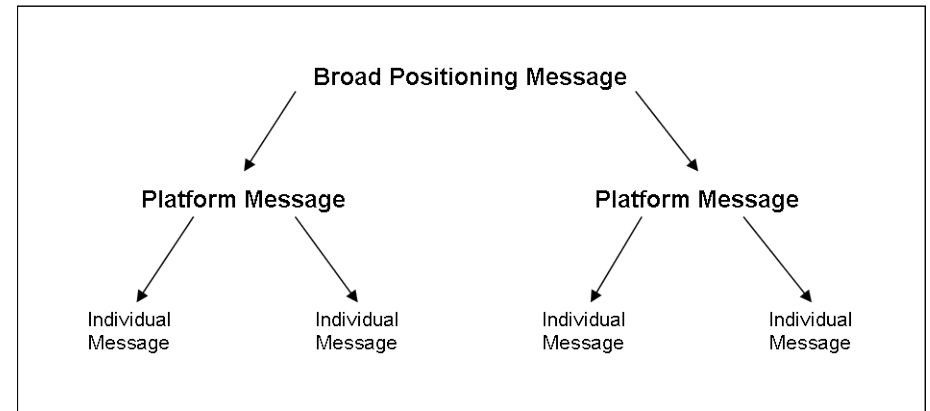 Broad Positioning Message
Platform Message
Platform Message
Individual
Message
Individual
Message
Individual
Message
Individual
Message